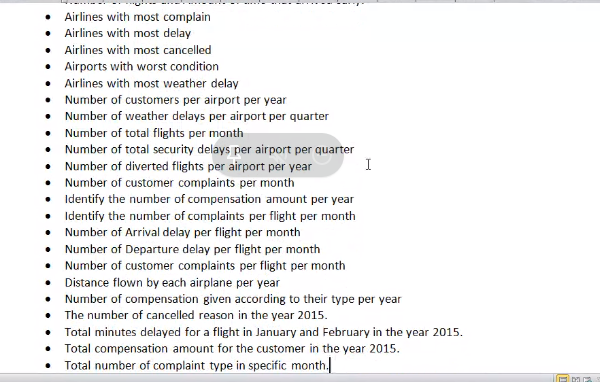 Airlines with most complain
Airlines with most delay
Airlines with most cancelled
Airports with worst condition
Airlines with most weather delay
Number of customers per airport per year
Number of weather delays per airport per quarter
Number of total flights per month
Number of total security delays per airport per quarter
Number of diverted flights per airport per year
Number of customer complaints per month
Identify the number of compensation amount per year
Identify the number of complaints per flight per month
Number of Arrival delay per flight per month
Number of Departure delay per flight per month
Number of customer complaints per flight per month
Distance flown by each airplane per year
Number of compensation given according to their type per year
The number of cancelled reason in the year 2015.
Total minutes delayed for a flight in January and February in the year 2015.
Total compensation amount for the customer in the year 2015.
Total number of complaint type in specific month.